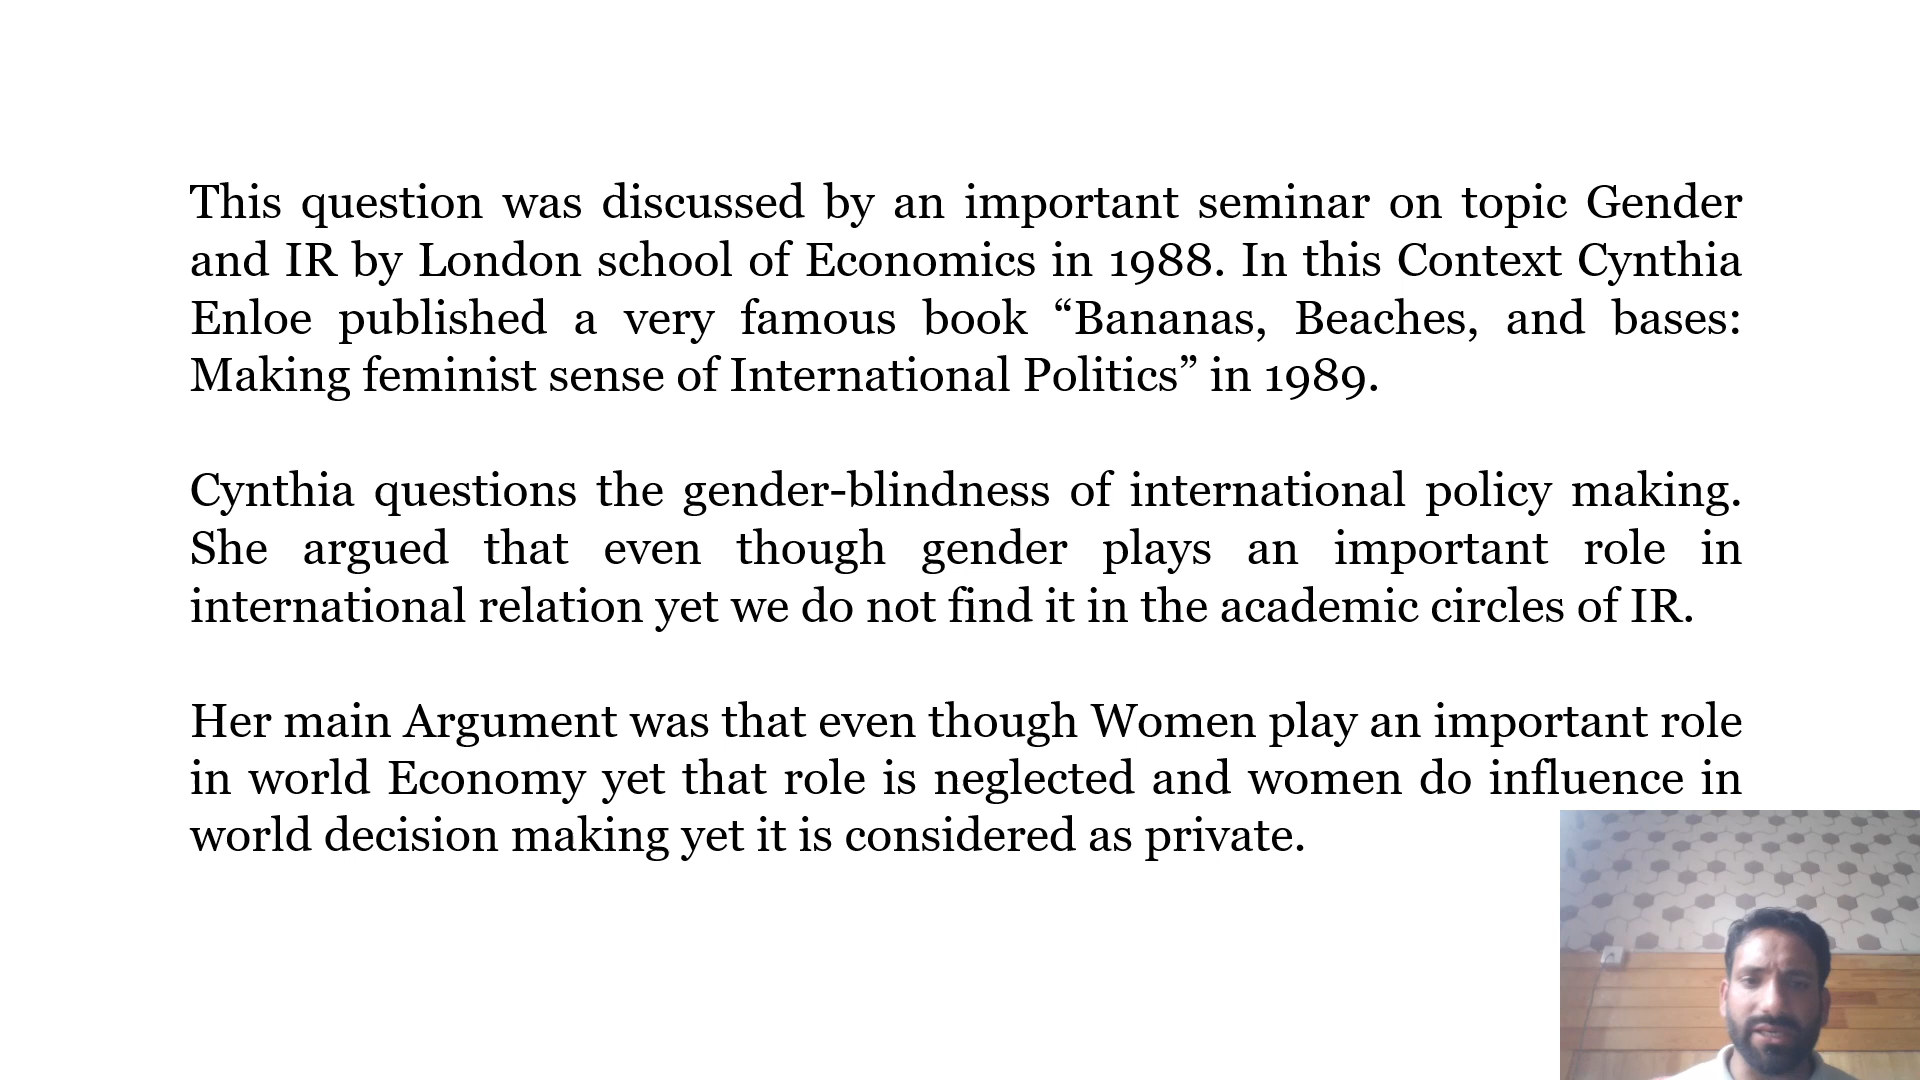 This question was discussed by an important seminar on topic Gender
and IR by London school of Economics in 1988. In this Context Cynthia
Enloe published a very famous book “Bananas, Beaches, and bases:
Making feminist sense of International Politics” in 1989.
Cynthia questions the gender-blindness of international policy making.
She argued that even though gender plays an important role in
international relation yet we do not find it in the academic circles of IR.
Her main Argument was that even though Women play an important role
in world Economy yet that role is neglected and women do influence in
world decision making yet it is considered as private.